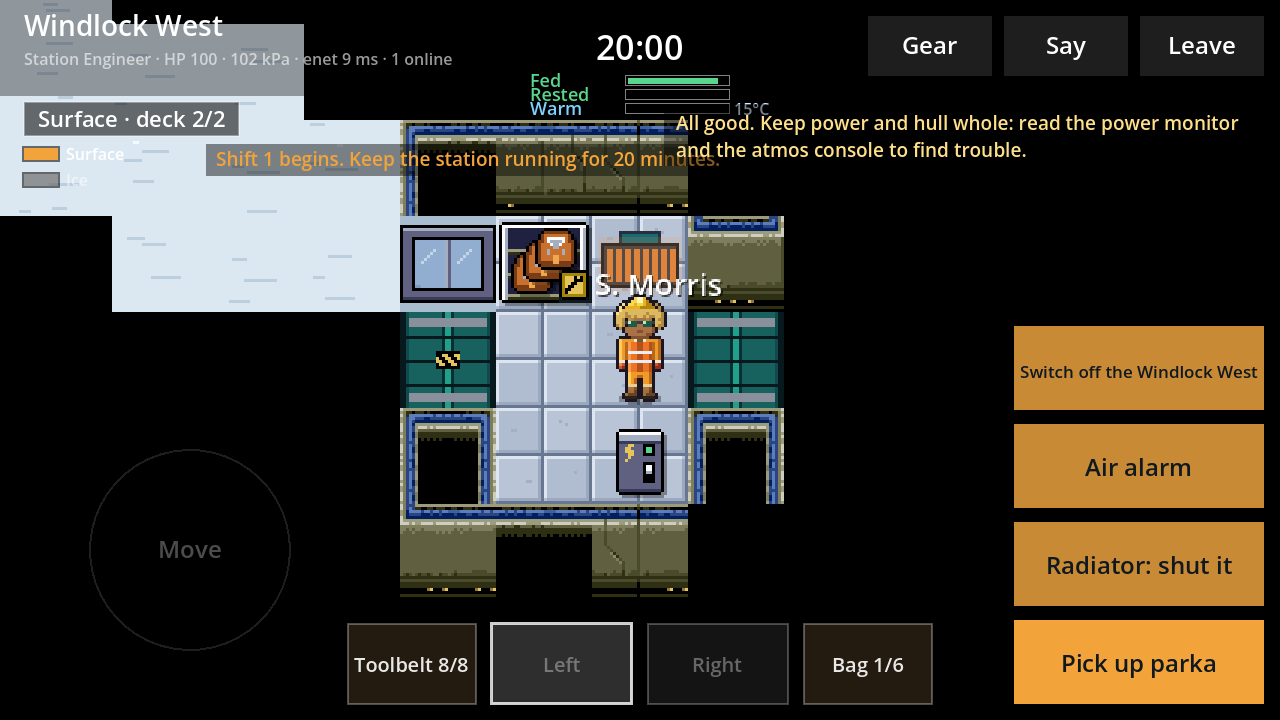 Windlock West
Station Engineer · HP 100 · 102 kPa · enet 9 ms · 1 online
20:00
Gear
Say
Leave
Fed
Rested
Warm
15°C
Surface · deck 2/2
Surface
Ice
All good. Keep power and hull whole: read the power monitor
and the atmos console to find trouble.
Shift 1 begins. Keep the station running for 20 minutes.
S. Morris
Switch off the Windlock West
Air alarm
Radiator: shut it
Pick up parka
Move
Toolbelt 8/8
Left
Right
Bag 1/6